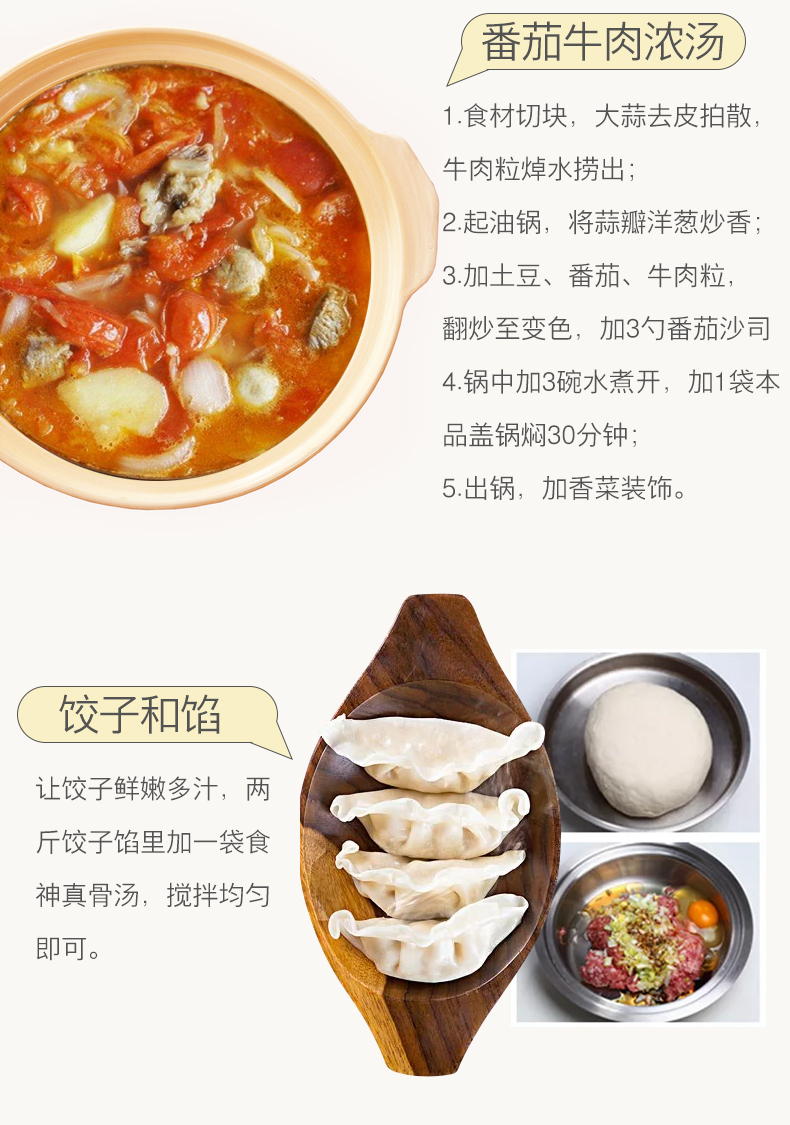 番茄牛肉浓汤
1.食材切块，大蒜去皮拍散，
牛肉粒焯水捞出；
2.起油锅，将蒜瓣洋葱炒香；
3.加土豆、番茄、牛肉粒，
翻炒至变色，加3勺番茄沙司
4.锅中加3碗水煮开，加1袋本
品盖锅焖30分钟；
5.出锅，加香菜装饰。
饺子和馅
让饺子鲜嫩多汁，两
斤饺子馅里加一袋食
神真骨汤，搅拌均匀
即可。